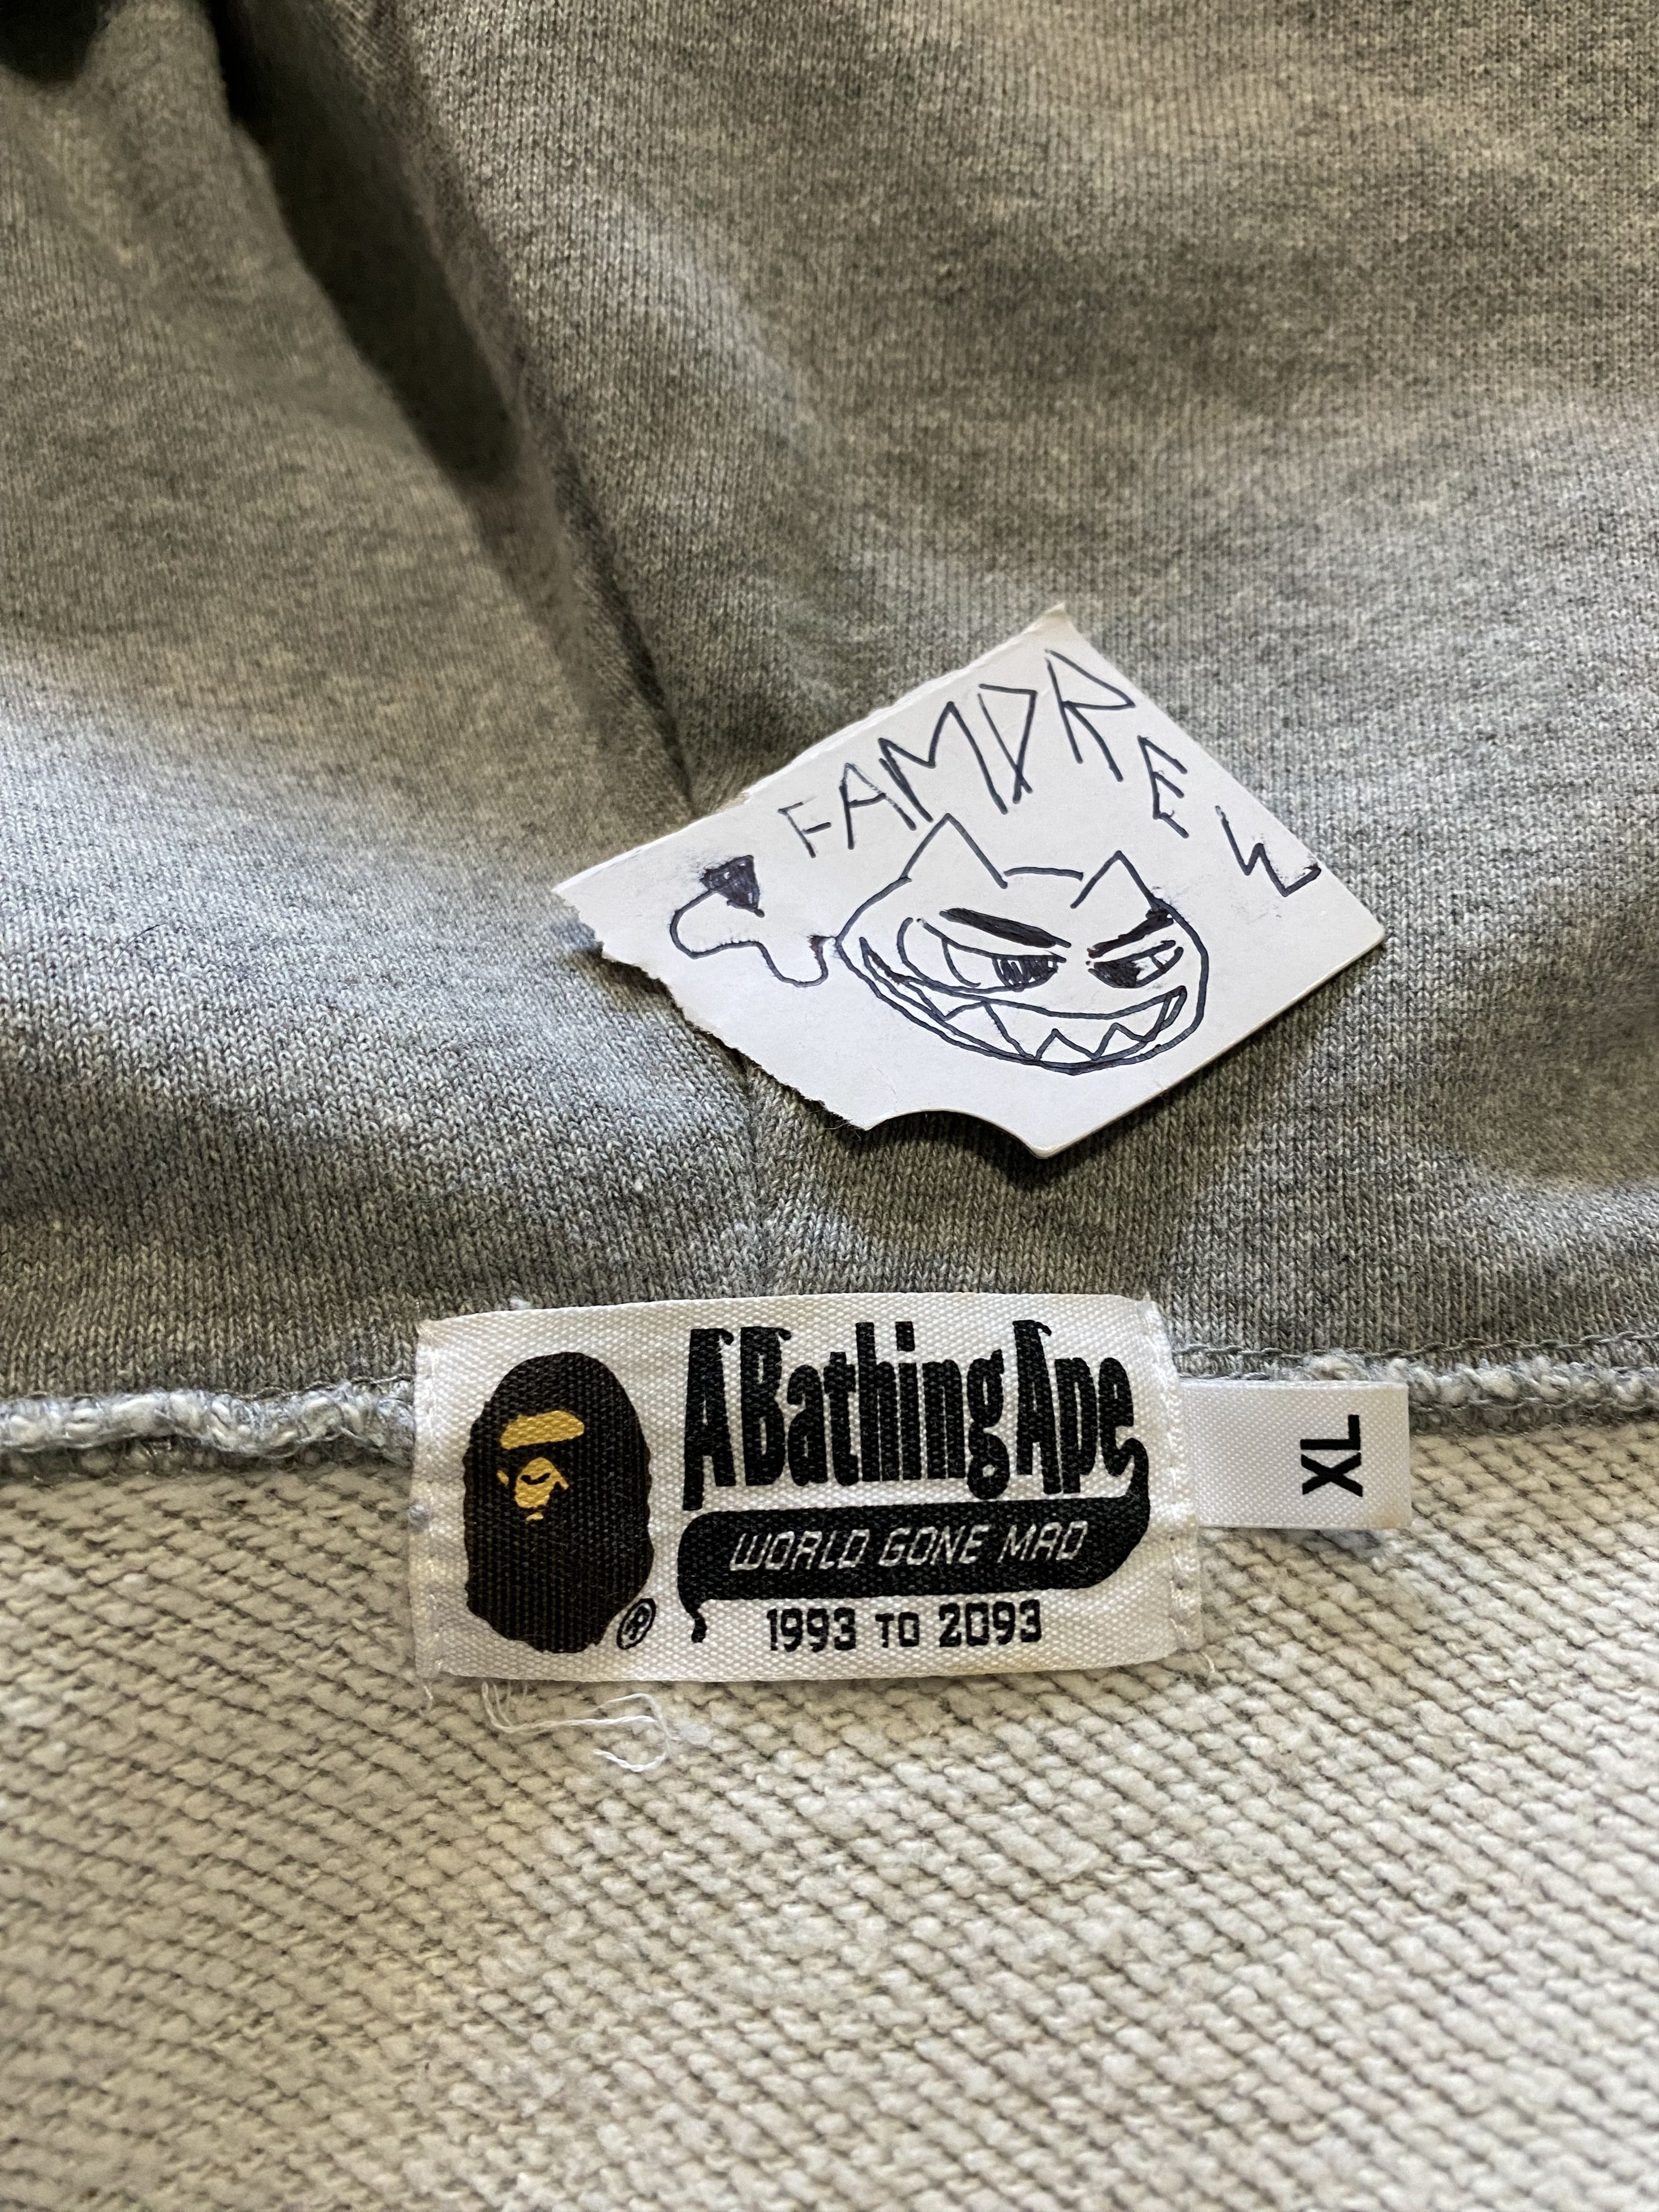 FAMDREW
A Bathing Ape
WORLD GONE MAD
1993 TO 2093
®
XL